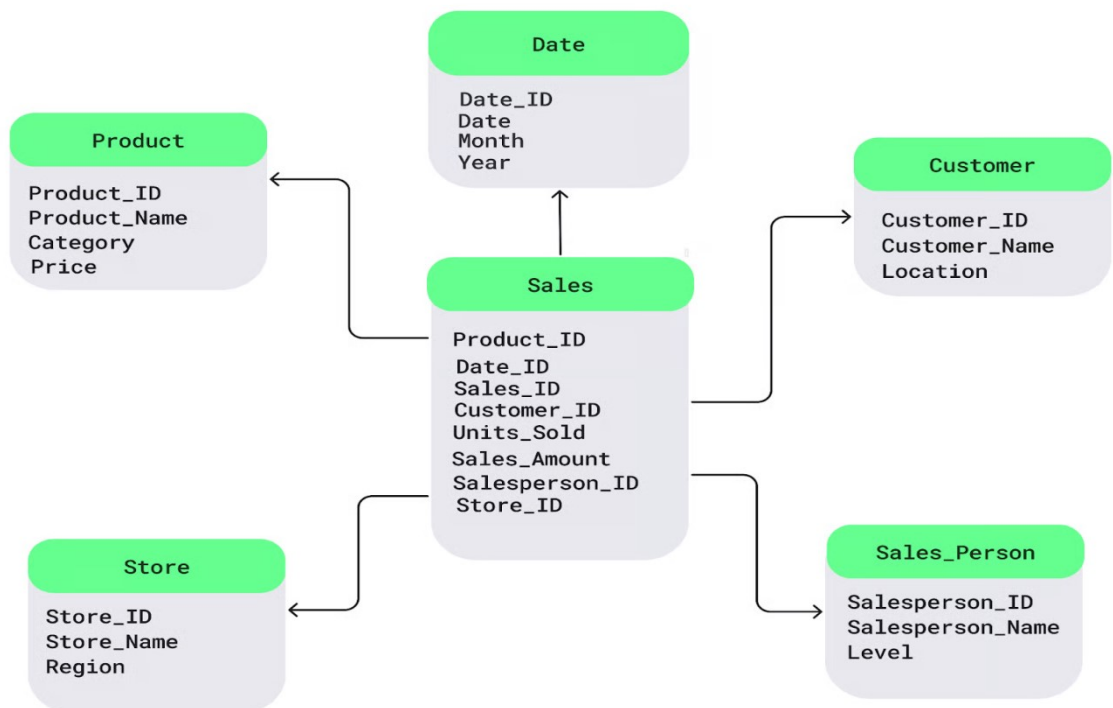 Date
Date_ID
Date
Month
Year
Product
Product_ID
Product_Name
Category
Price
Customer
Customer_ID
Customer_Name
Location
Sales
Product_ID
Date_ID
Sales_ID
Customer_ID
Units_Sold
Sales_Amount
Salesperson_ID
Store_ID
Store
Store_ID
Store_Name
Region
Sales_Person
Salesperson_ID
Salesperson_Name
Level